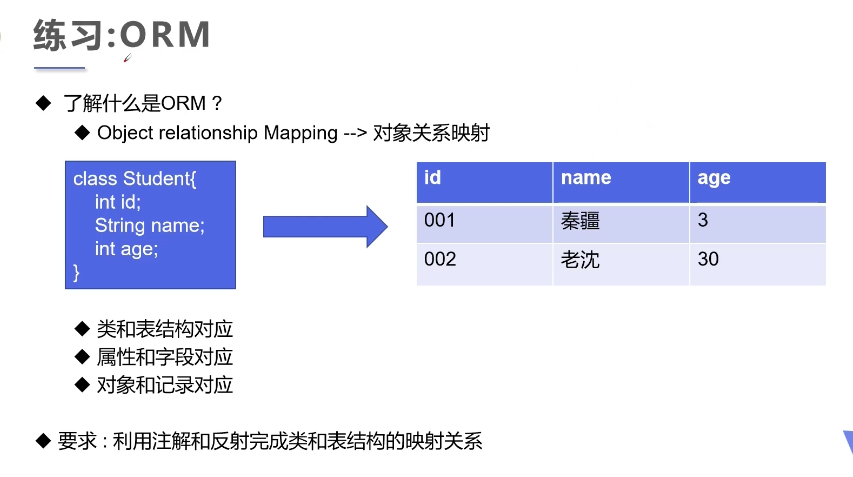 练习:ORM
◆ 了解什么是ORM？
◆ Object relationship Mapping --> 对象关系映射
class Student{
int id;
String name;
int age;
}
id name age
001 秦疆 3
002 老沈 30
◆ 类和表结构对应
◆ 属性和字段对应
◆ 对象和记录对应
◆ 要求 : 利用注解和反射完成类和表结构的映射关系